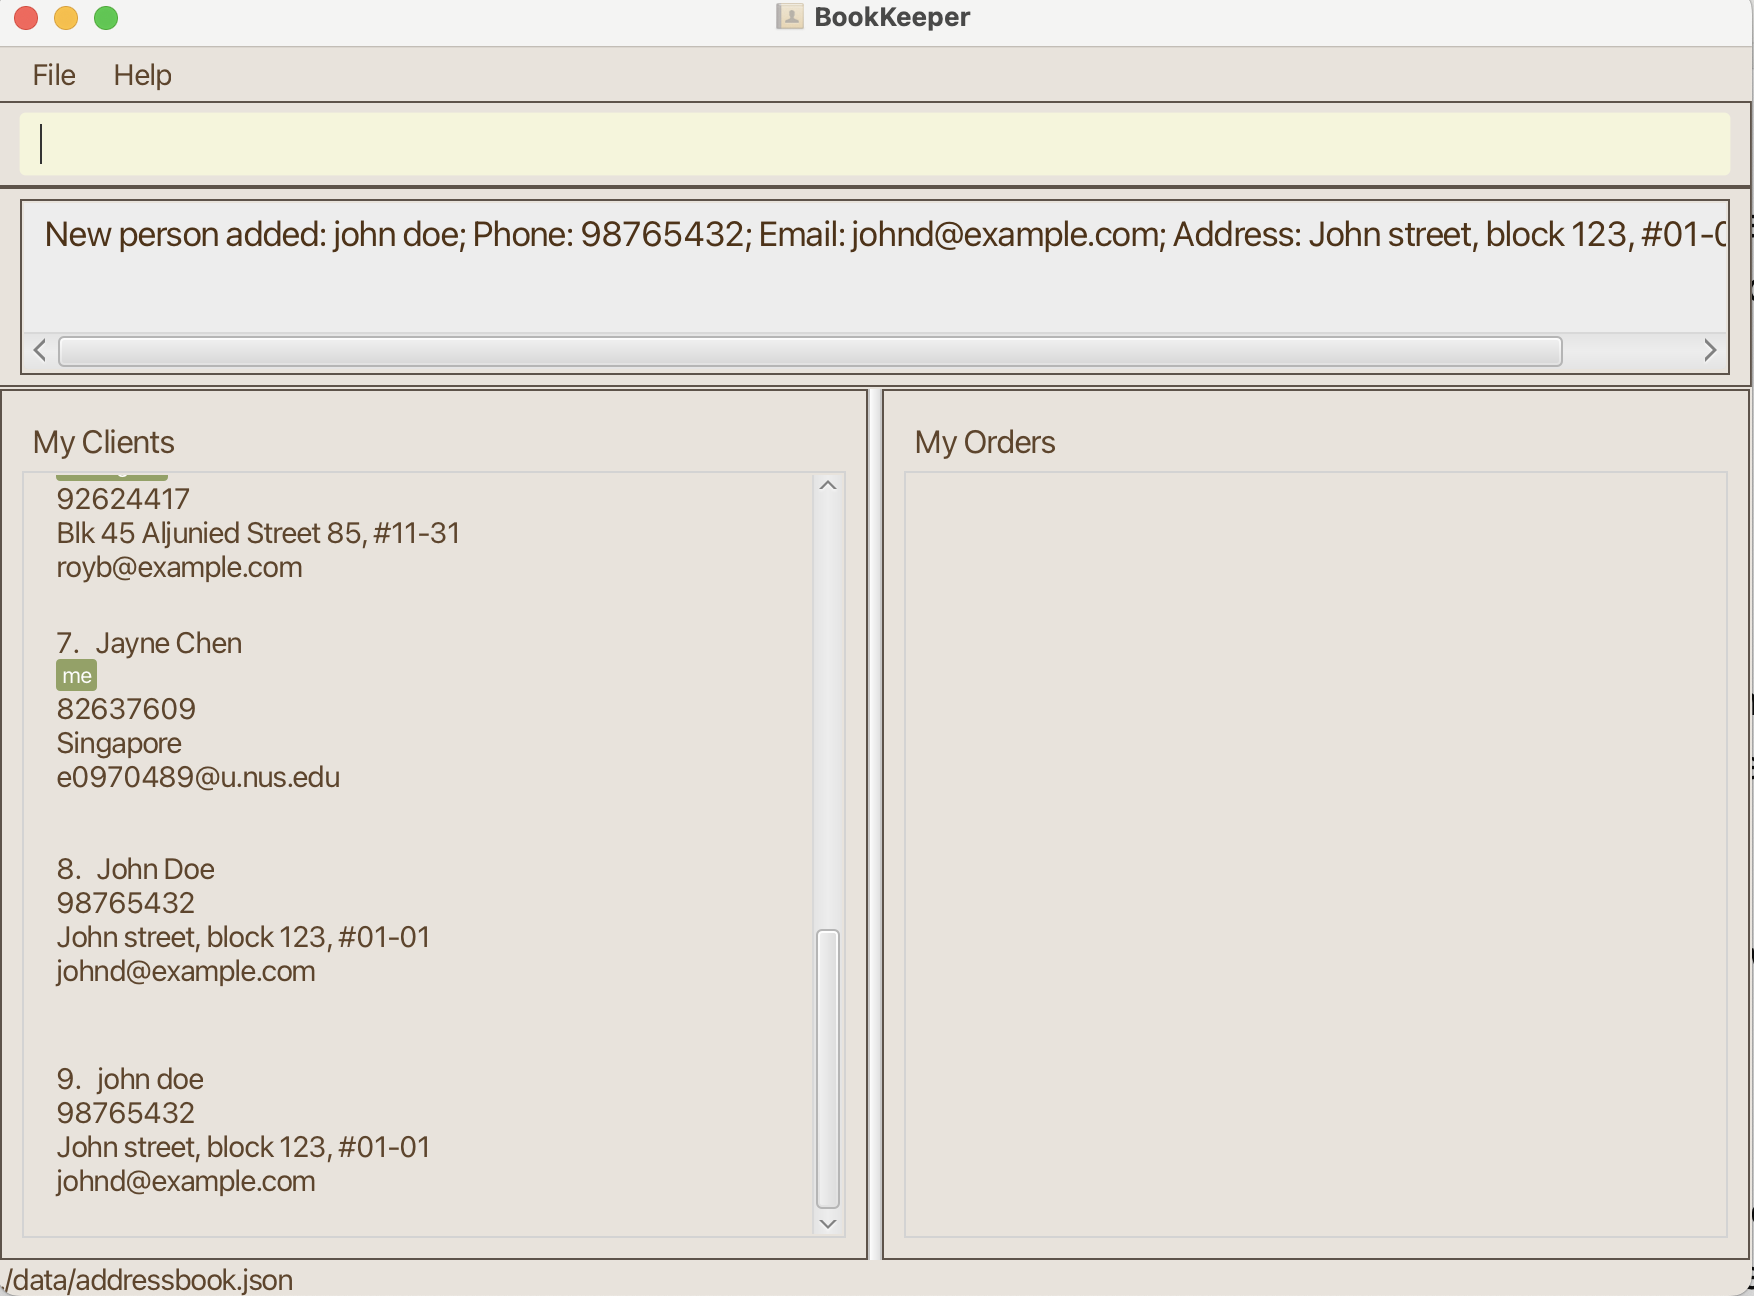 BookKeeper
File Help
New person added: john doe; Phone: 98765432; Email: johnd@example.com; Address: John street, block 123, #01-0
My Clients
92624417
Blk 45 Aljunied Street 85, #11-31
royb@example.com
7. Jayne Chen
me
82637609
Singapore
e0970489@u.nus.edu
8. John Doe
98765432
John street, block 123, #01-01
johnd@example.com
9. john doe
98765432
John street, block 123, #01-01
johnd@example.com
My Orders
./data/addressbook.json